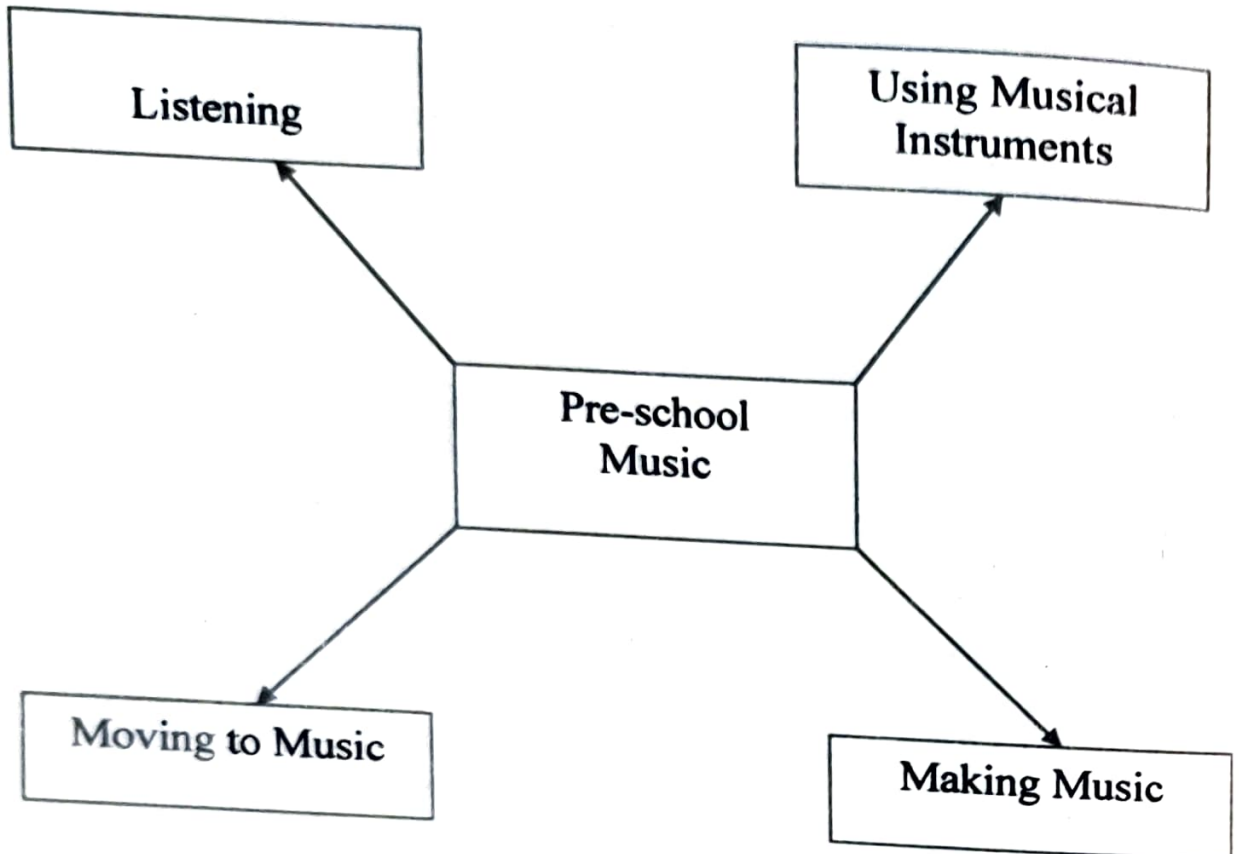 Listening
Using Musical
Instruments
Pre-school
Music
Moving to Music
Making Music